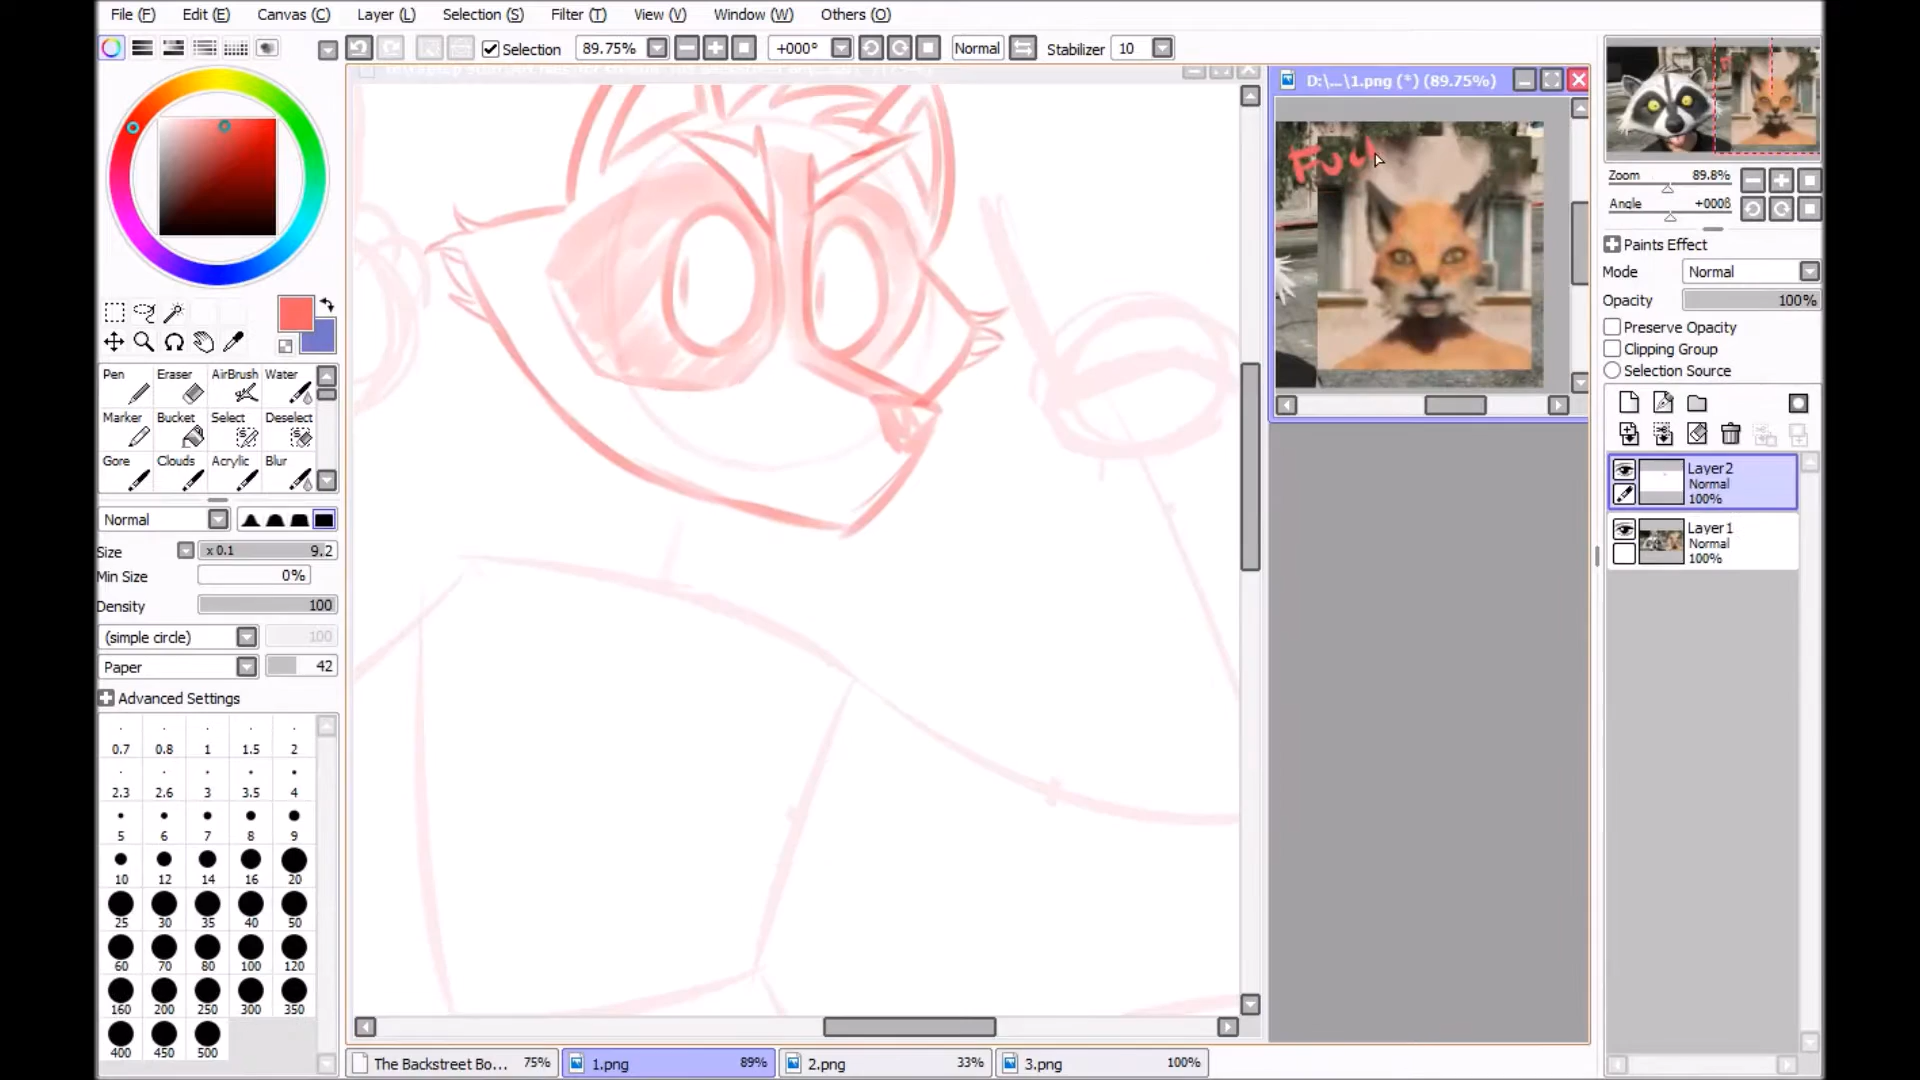 File (F) Edit (E) Canvas (C) Layer (L) Selection (S) Filter (T) View (V) Window (W) Others (O)
Selection 89.75% +000° Normal Stabilizer 10
D:\...\1.png (*) (89.75%)
Zoom 89.8%
Angle +0008
Paints Effect
Mode Normal
Opacity 100%
Preserve Opacity
Clipping Group
Selection Source
Layer2
Normal
100%
Layer1
Normal
100%
Pen Eraser AirBrush Water
Marker Bucket Select Deselect
Gore Clouds Acrylic Blur
Normal
Size x 0.1 9.2
Min Size 0%
Density 100
(simple circle) 100
Paper 42
Advanced Settings
0.7 0.8 1 1.5 2
2.3 2.6 3 3.5 4
5 6 7 8 9
10 12 14 16 20
25 30 35 40 50
60 70 80 100 120
160 200 250 300 350
400 450 500
The Backstreet Bo... 75% 1.png 89% 2.png 33% 3.png 100%